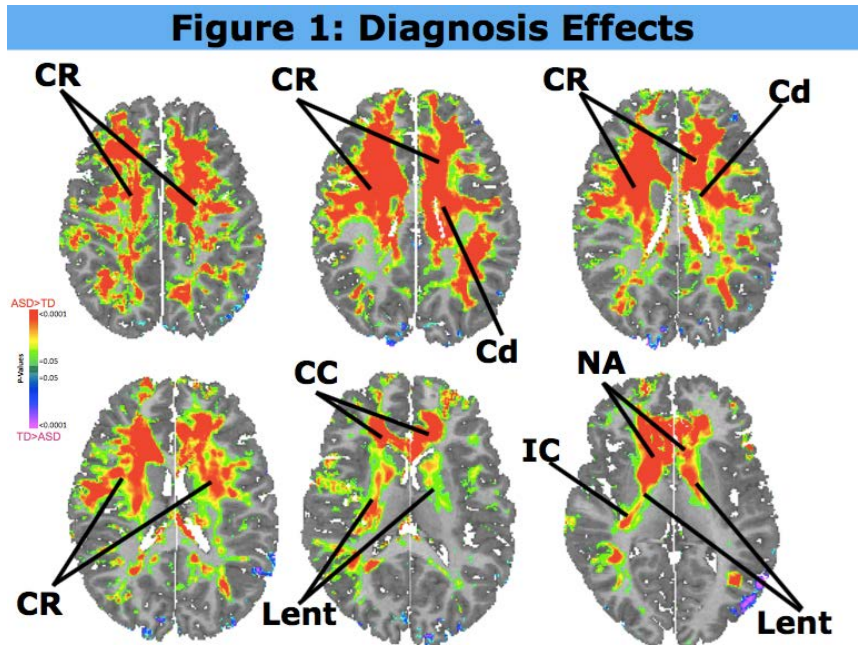 Figure 1: Diagnosis Effects
CR
CR
CR
Cd
Cd
ASD>TD
<0.0001
=0.05
=0.05
<0.0001
P-Values
TD>ASD
CC
NA
IC
CR
Lent
Lent